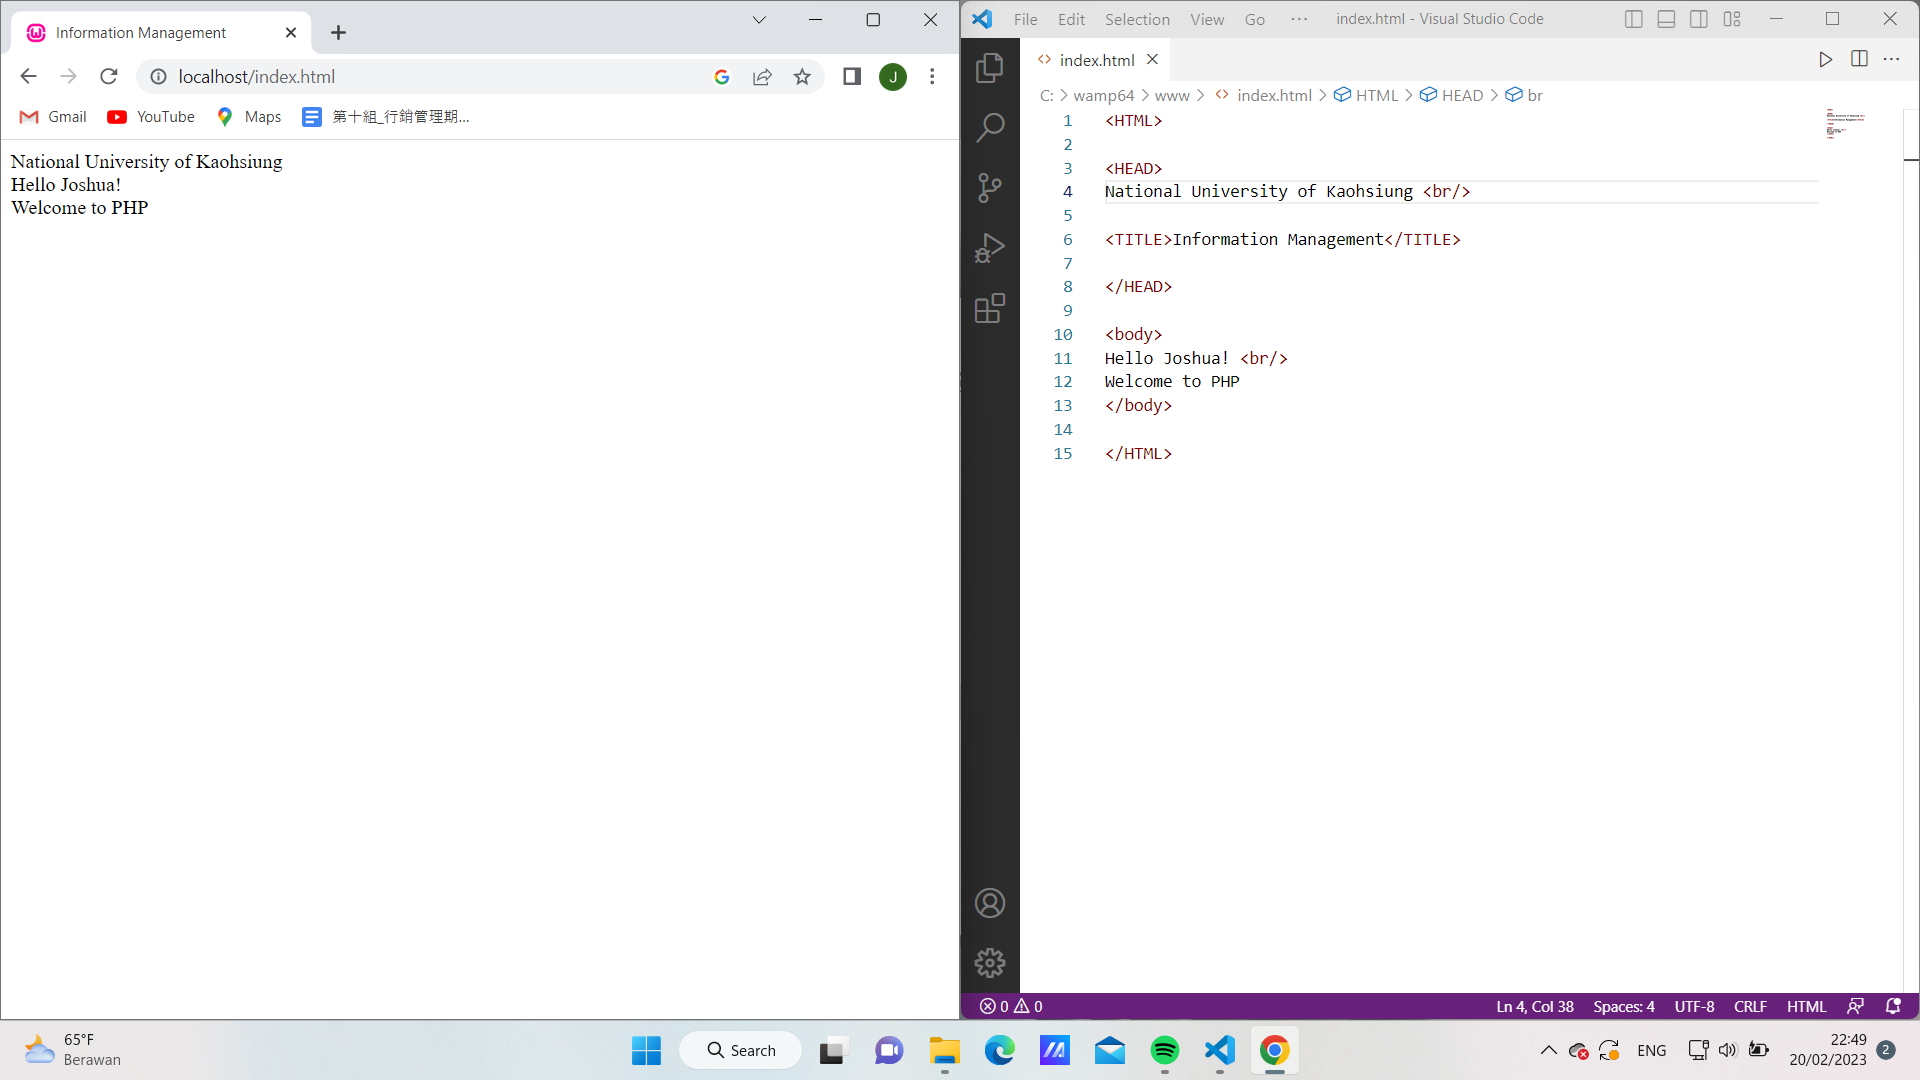 Information Management
localhost/index.html
J
Gmail YouTube Maps 第十組_行銷管理期...
National University of Kaohsiung
Hello Joshua!
Welcome to PHP
File Edit Selection View Go ··· index.html - Visual Studio Code
index.html
C: > wamp64 > www > index.html > HTML > HEAD > br
1 <HTML>
2
3 <HEAD>
4 National University of Kaohsiung <br/>
5
6 <TITLE>Information Management</TITLE>
7
8 </HEAD>
9
10 <body>
11 Hello Joshua! <br/>
12 Welcome to PHP
13 </body>
14
15 </HTML>
0 0 Ln 4, Col 38 Spaces: 4 UTF-8 CRLF HTML
65°F
Berawan
Search
ENG
22:49
20/02/2023
2